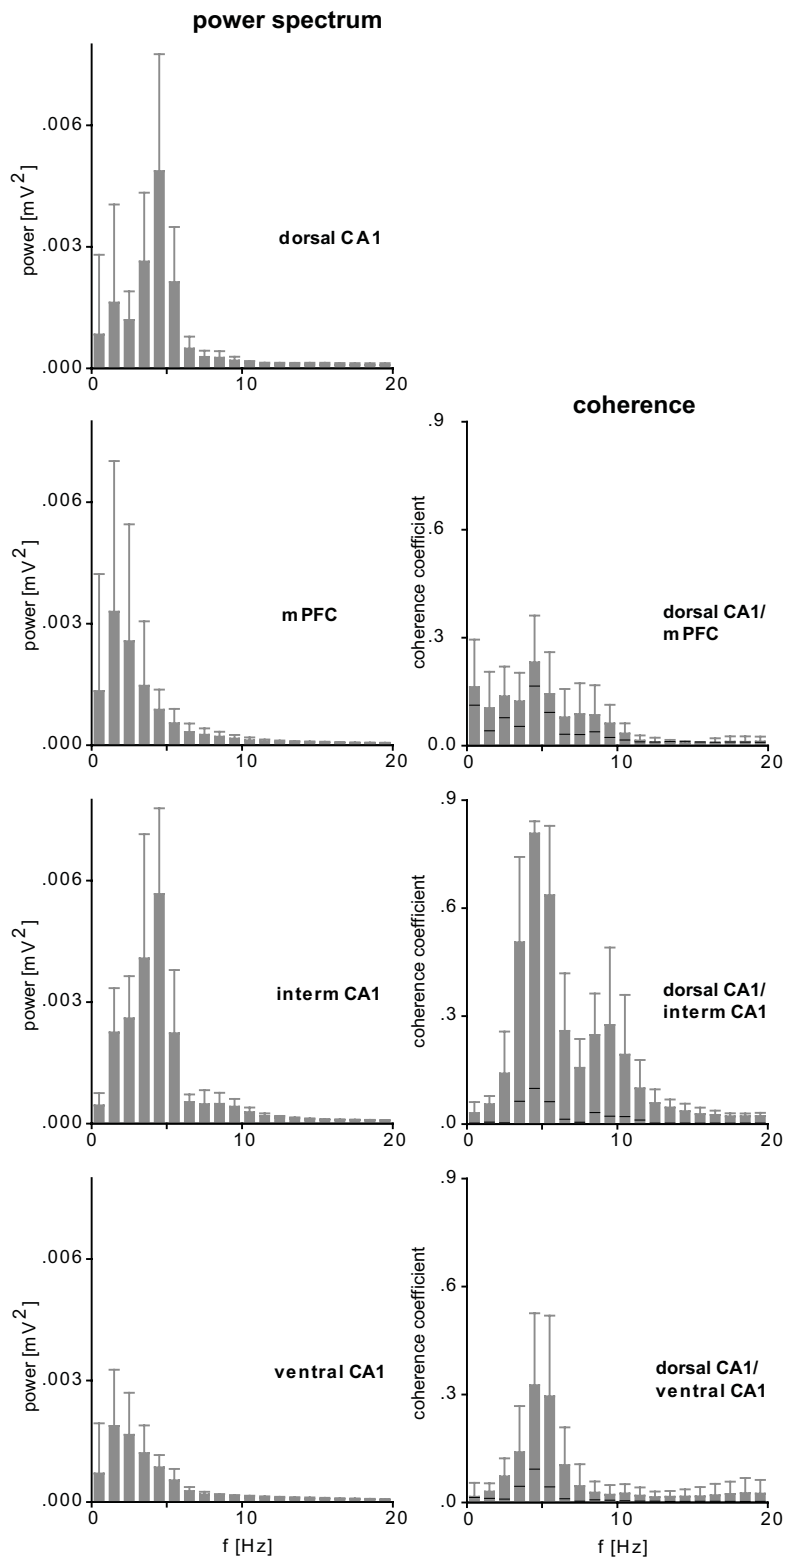 power spectrum
.006
.003
.000
power [mV2]
dorsal CA1
0
10
20
coherence
.006
.003
.000
power [mV2]
mPFC
0
10
20
.9
.6
.3
0.0
coherence coefficient
dorsal CA1/
mPFC
0
10
20
.006
.003
.000
power [mV2]
interm CA1
0
10
20
.9
.6
.3
.0
coherence coefficient
dorsal CA1/
interm CA1
0
10
20
.006
.003
.000
power [mV2]
ventral CA1
0
10
20
f [Hz]
.9
.6
.3
.0
coherence coefficient
dorsal CA1/
ventral CA1
0
10
20
f [Hz]